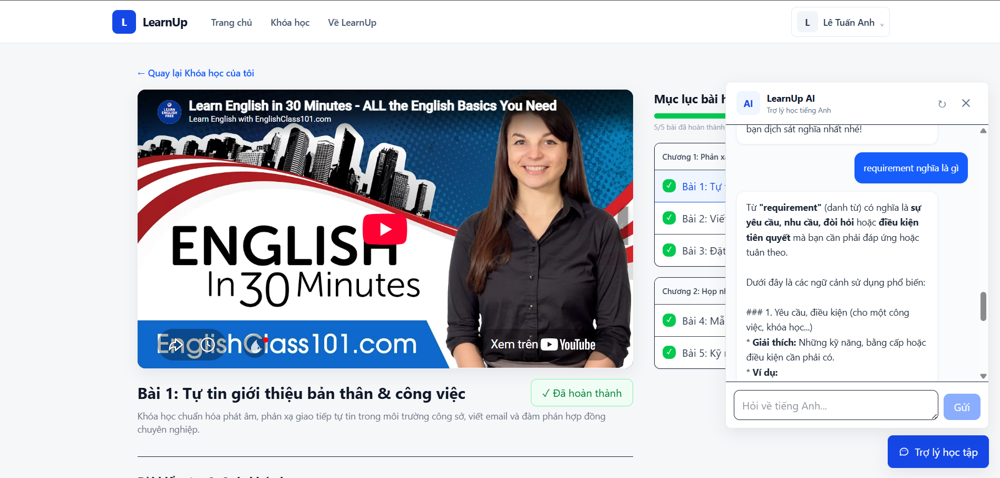 L LearnUp Trang chủ Khóa học Về LearnUp L Lê Tuấn Anh
← Quay lại Khóa học của tôi
LEARN ENGLISH FREE
Learn English in 30 Minutes - ALL the English Basics You Need
Learn English with EnglishClass101.com
ENGLISH
In 30 Minutes
EnglishClass101.com
Xem trên YouTube
Bài 1: Tự tin giới thiệu bản thân & công việc
✓ Đã hoàn thành
Khóa học chuẩn hóa phát âm, phản xạ giao tiếp tự tin trong môi trường công sở, viết email và đàm phán hợp đồng
chuyên nghiệp.
Mục lục bài
5/5 bài đã hoàn thành
Chương 1: Phản
Bài 1: Tự
Bài 2: Viế
Bài 3: Đặt
Chương 2: Họp
Bài 4: Mẫ
Bài 5: Kỹ
AI LearnUp AI
Trợ lý học tiếng Anh
bạn dịch sát nghĩa nhất nhé!
requirement nghĩa là gì
Từ "requirement" (danh từ) có nghĩa là sự
yêu cầu, nhu cầu, đòi hỏi hoặc điều kiện
tiên quyết mà bạn cần phải đáp ứng hoặc
tuân theo.
Dưới đây là các ngữ cảnh sử dụng phổ biến:
### 1. Yêu cầu, điều kiện (cho một công
việc, khóa học...)
* Giải thích: Những kỹ năng, bằng cấp hoặc
điều kiện cần phải có.
* Ví dụ:
Hỏi về tiếng Anh...
Gửi
Trợ lý học tập